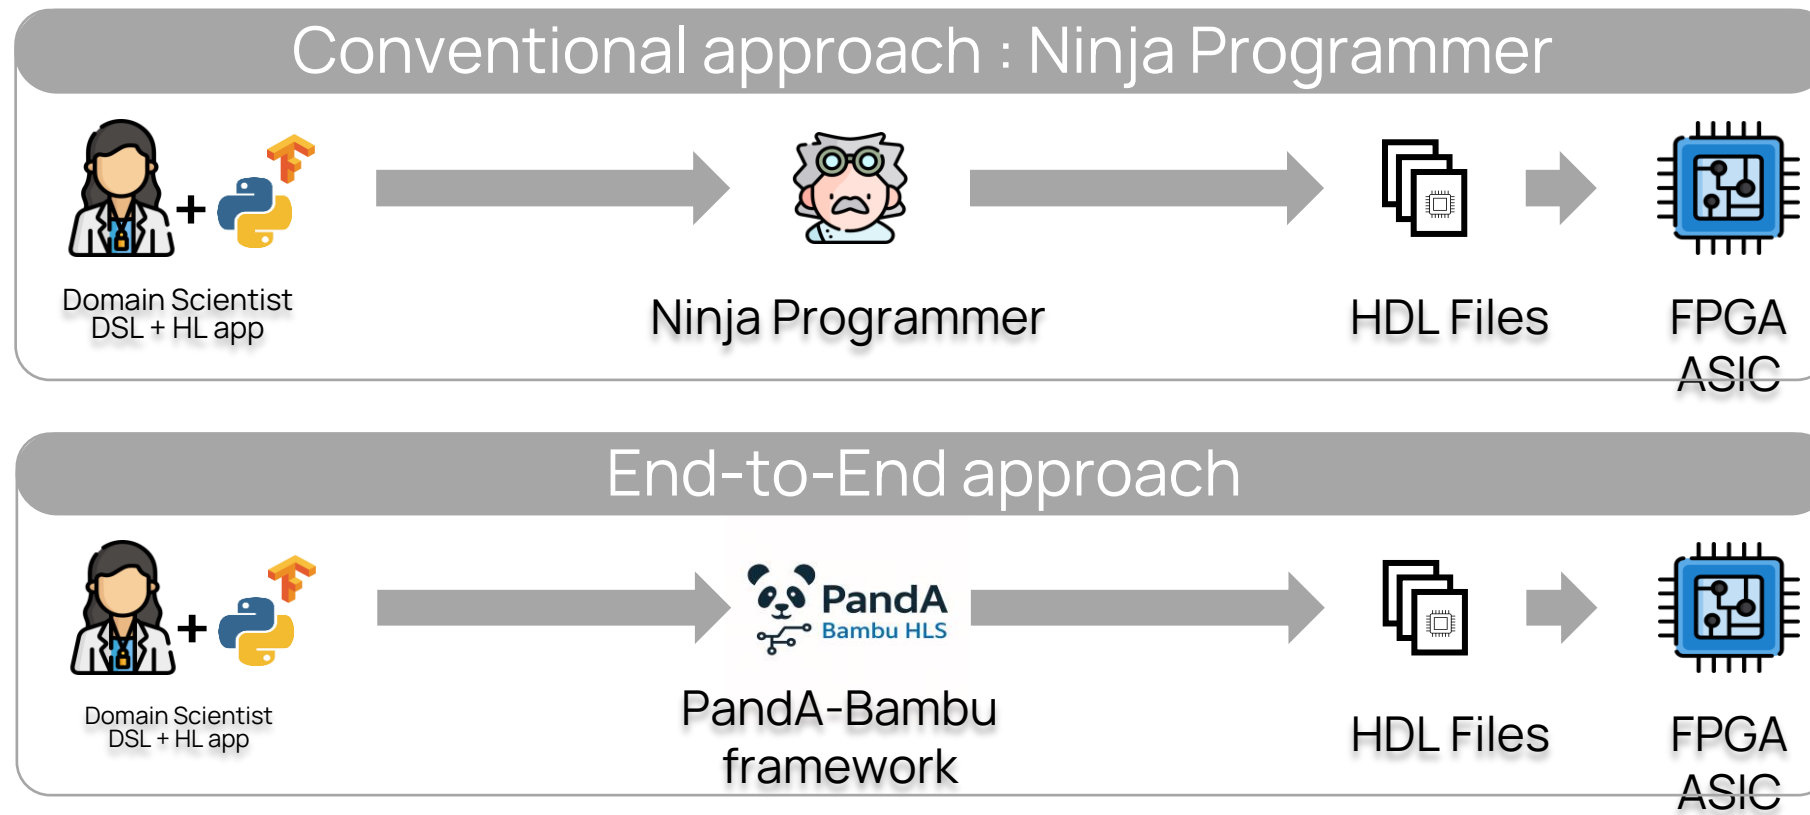 Conventional approach : Ninja Programmer
Domain Scientist
DSL + HL app
Ninja Programmer
HDL Files
FPGA
ASIC
End-to-End approach
PandA
Bambu HLS
Domain Scientist
DSL + HL app
PandA-Bambu
framework
HDL Files
FPGA
ASIC